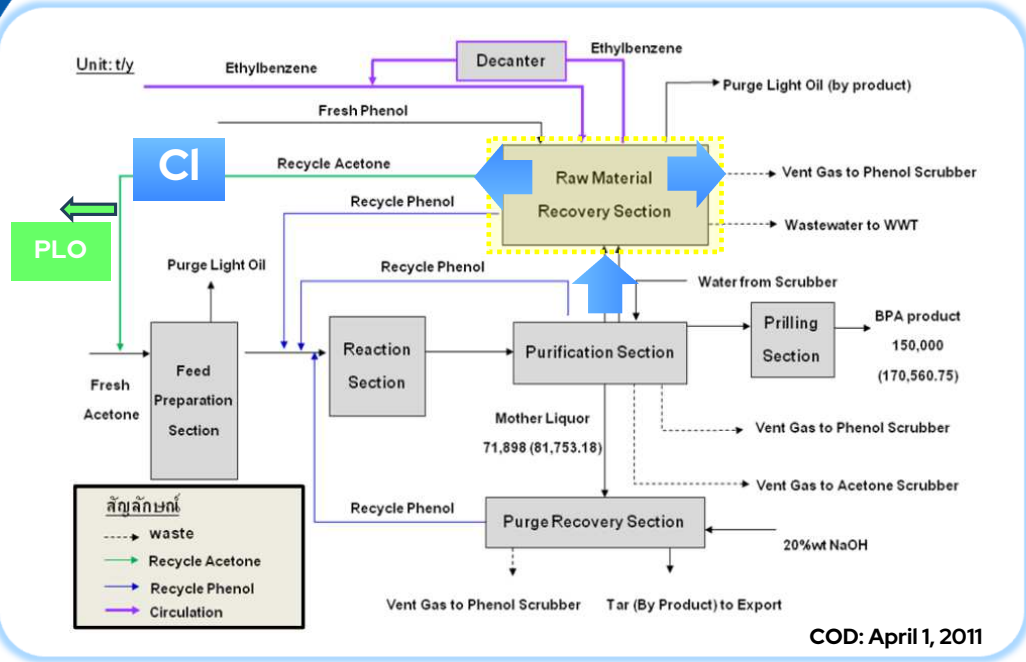 Unit: t/y
Ethylbenzene
Decanter
Ethylbenzene
Purge Light Oil (by product)
Fresh Phenol
Cl
Recycle Acetone
Raw Material
Recovery Section
Vent Gas to Phenol Scrubber
Recycle Phenol
Wastewater to WWT
PLO
Purge Light Oil
Recycle Phenol
Water from Scrubber
Feed
Preparation
Section
Reaction
Section
Purification Section
Prilling
Section
BPA product
150,000
(170,560.75)
Fresh
Acetone
Mother Liquor
71,898 (81,753.18)
Vent Gas to Phenol Scrubber
Vent Gas to Acetone Scrubber
สัญลักษณ์
waste
Recycle Acetone
Recycle Phenol
Circulation
Recycle Phenol
Purge Recovery Section
20%wt NaOH
Vent Gas to Phenol Scrubber
Tar (By Product) to Export
COD: April 1, 2011